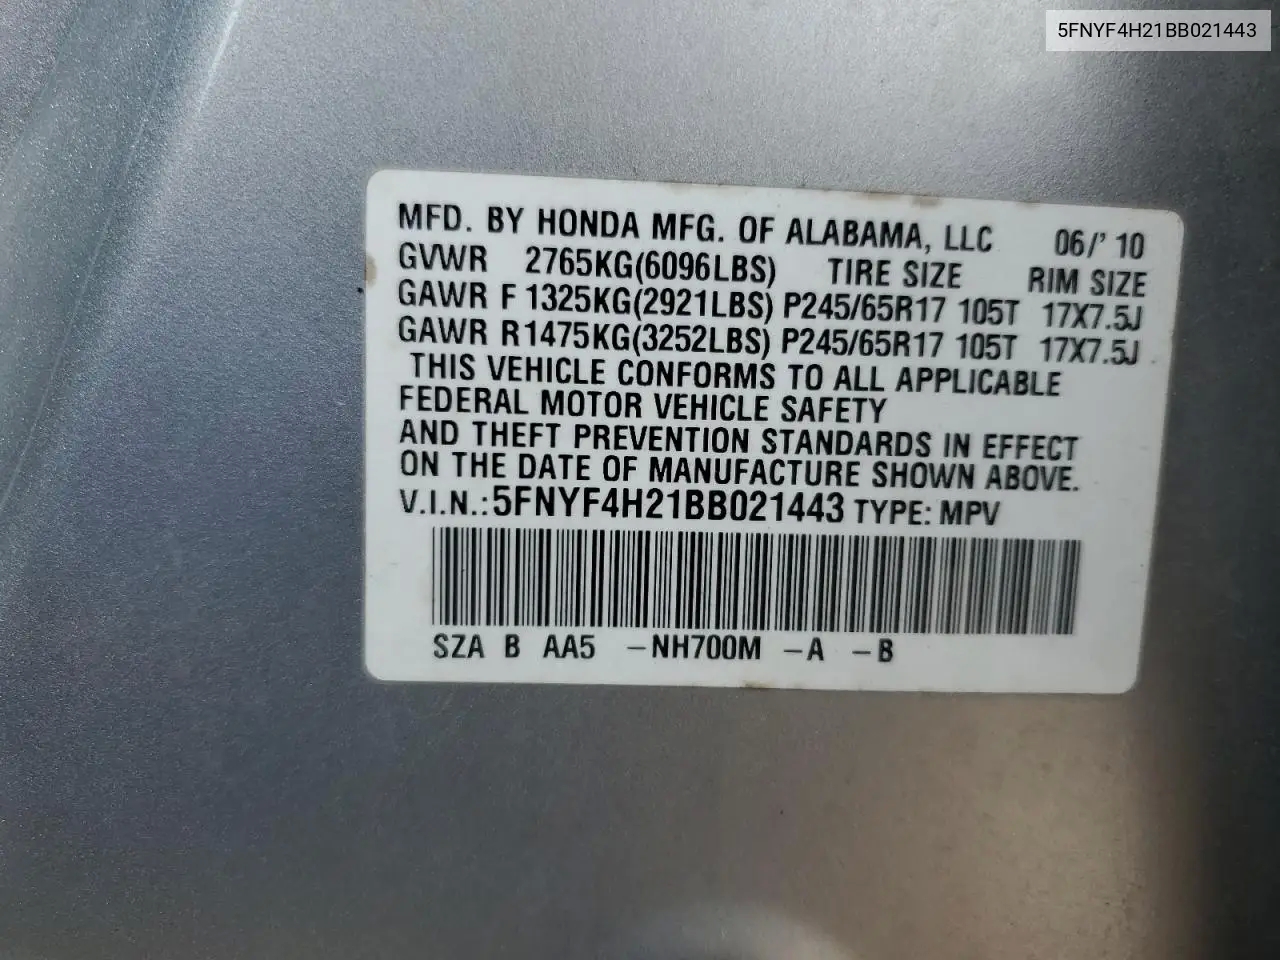 5FNYF4H21BB021443
MFD. BY HONDA MFG. OF ALABAMA, LLC 06/' 10
GVWR 2765KG(6096LBS) TIRE SIZE RIM SIZE
GAWR F 1325KG(2921LBS) P245/65R17 105T 17X7.5J
GAWR R1475KG(3252LBS) P245/65R17 105T 17X7.5J
THIS VEHICLE CONFORMS TO ALL APPLICABLE
FEDERAL MOTOR VEHICLE SAFETY
AND THEFT PREVENTION STANDARDS IN EFFECT
ON THE DATE OF MANUFACTURE SHOWN ABOVE.
V.I.N.: 5FNYF4H21BB021443 TYPE: MPV
SZA B AA5 -NH700M -A -B